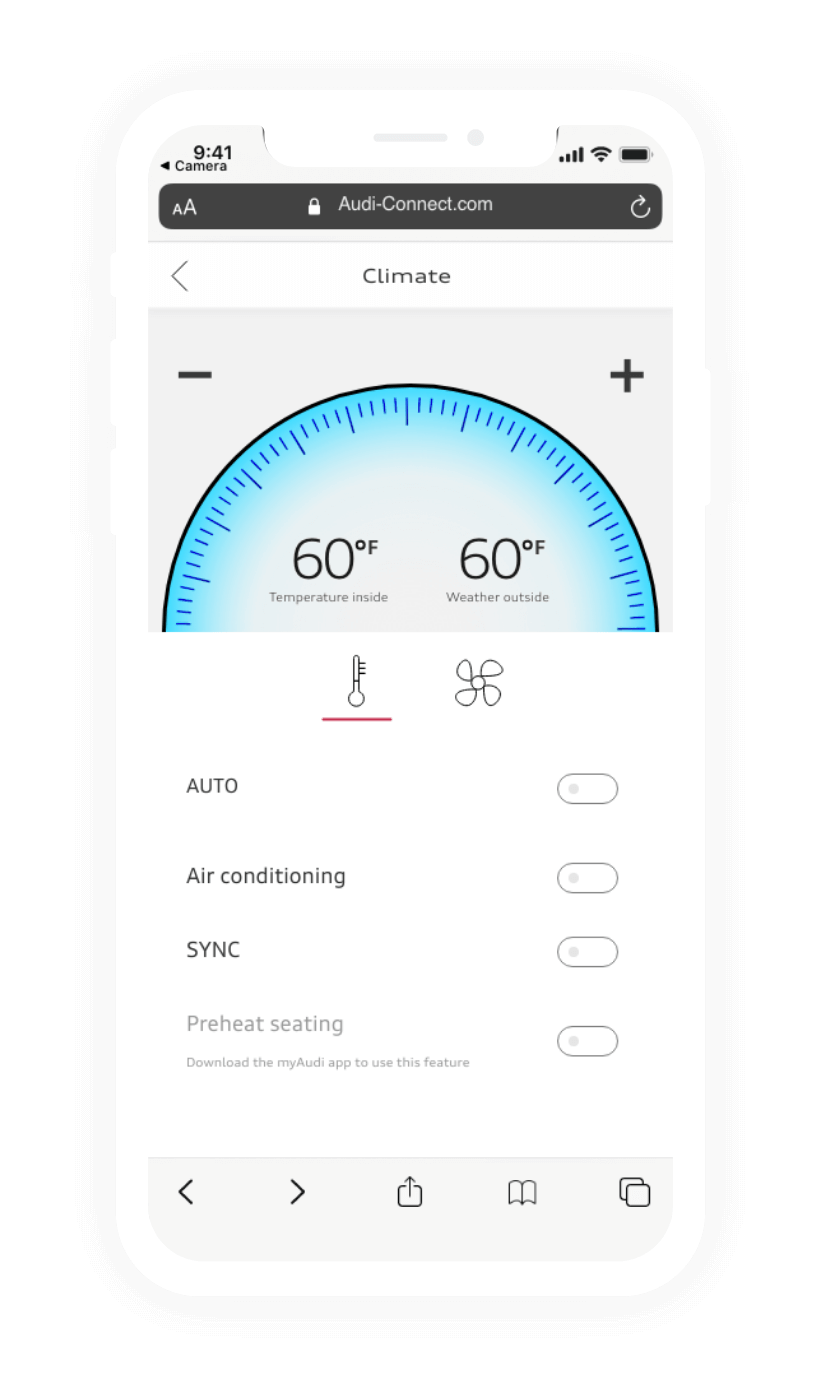 9:41
◀ Camera
AA Audi-Connect.com
Climate
60°F 60°F
Temperature inside Weather outside
AUTO
Air conditioning
SYNC
Preheat seating
Download the myAudi app to use this feature